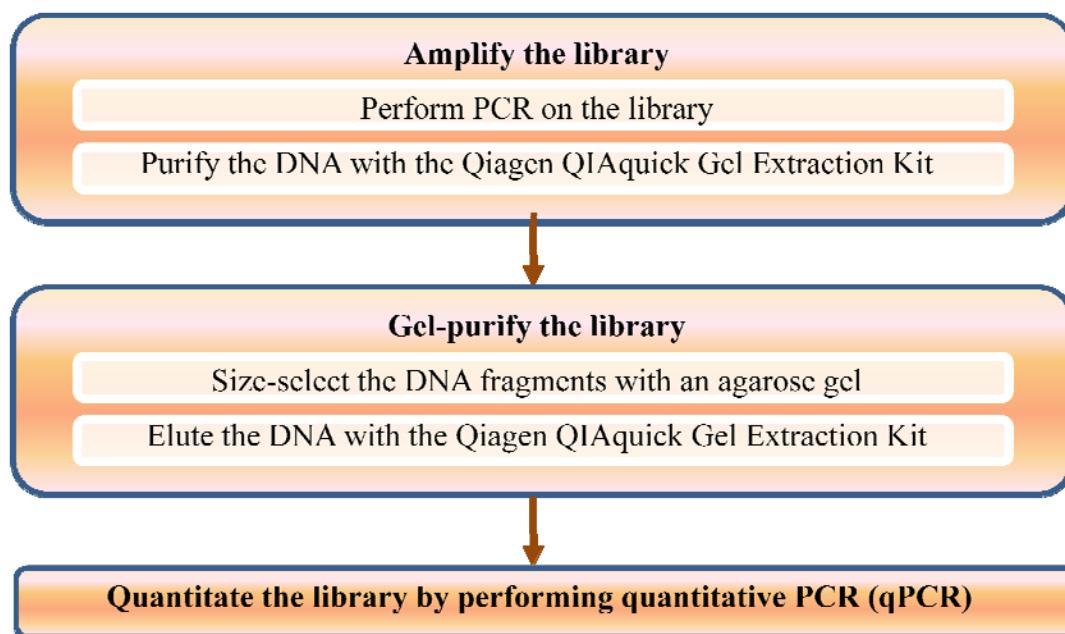 Amplify the library
Perform PCR on the library
Purify the DNA with the Qiagen QIAquick Gel Extraction Kit
Gel-purify the library
Size-select the DNA fragments with an agarose gel
Elute the DNA with the Qiagen QIAquick Gel Extraction Kit
Quantitate the library by performing quantitative PCR (qPCR)